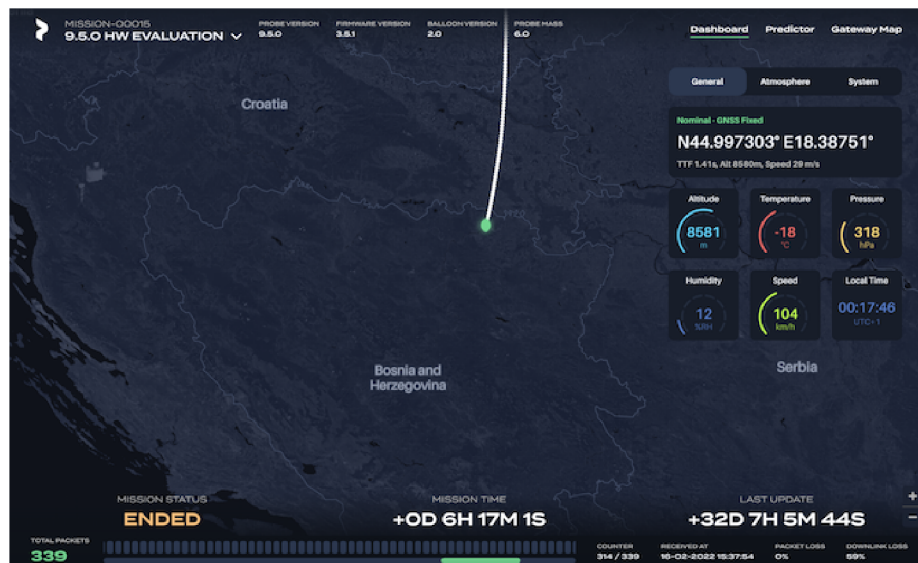 MISSION-00015
9.5.0 HW EVALUATION
PROBE VERSION
9.5.0
FIRMWARE VERSION
3.5.1
BALLOON VERSION
2.0
PROBE MASS
6.0
Dashboard
Predictor
Gateway Map
General
Atmosphere
System
Nominal - GNSS Fixed
N44.997303° E18.38751°
TTF 1.41s, Alt 8580m, Speed 29 m/s
Altitude
8581
m
Temperature
-18
°C
Pressure
318
hPa
Humidity
12
%RH
Speed
104
km/h
Local Time
00:17:46
UTC+1
Croatia
Bosnia and
Herzegovina
Serbia
MISSION STATUS
ENDED
MISSION TIME
+0D 6H 17M 1S
LAST UPDATE
+32D 7H 5M 44S
TOTAL PACKETS
339
COUNTER
314 / 339
RECEIVED AT
16-02-2022 15:37:54
PACKET LOSS
0%
DOWNLINK LOSS
59%